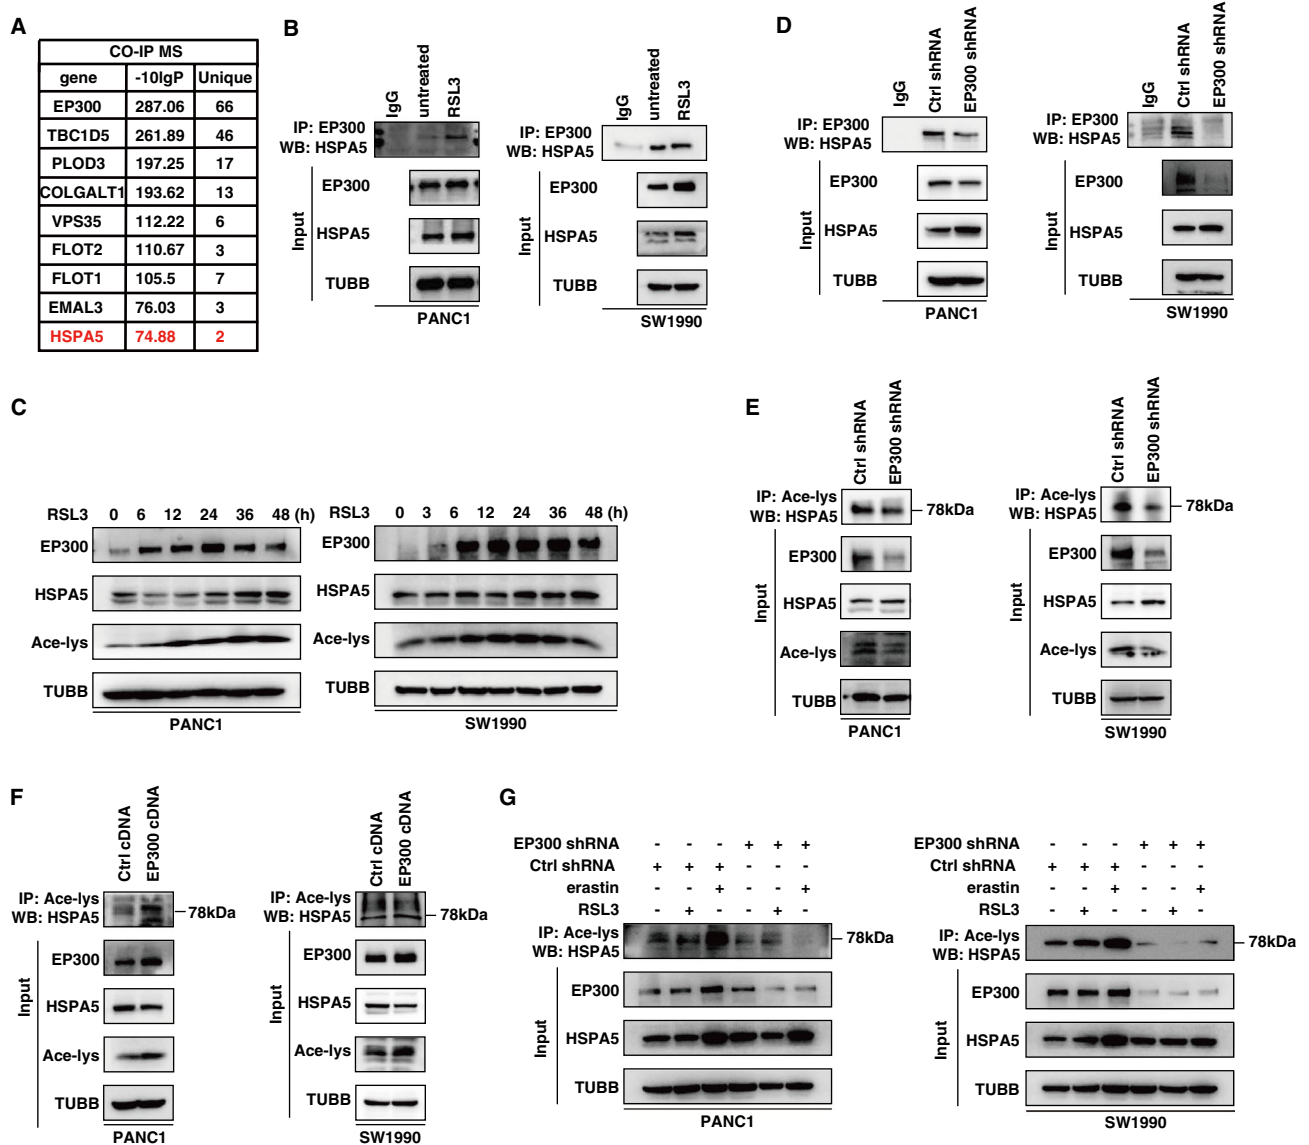 A
CO-IP MS
gene -10lgP Unique
EP300 287.06 66
TBC1D5 261.89 46
PLOD3 197.25 17
COLGALT1 193.62 13
VPS35 112.22 6
FLOT2 110.67 3
FLOT1 105.5 7
EMAL3 76.03 3
HSPA5 74.88 2
B
IgG
untreated
RSL3
IP: EP300
WB: HSPA5
EP300
HSPA5
TUBB
Input
PANC1
IgG
untreated
RSL3
IP: EP300
WB: HSPA5
EP300
HSPA5
TUBB
Input
SW1990
D
IgG
Ctrl shRNA
EP300 shRNA
IP: EP300
WB: HSPA5
EP300
HSPA5
TUBB
Input
PANC1
IgG
Ctrl shRNA
EP300 shRNA
IP: EP300
WB: HSPA5
EP300
HSPA5
TUBB
Input
SW1990
C
RSL3 0 6 12 24 36 48 (h)
EP300
HSPA5
Ace-lys
TUBB
PANC1
RSL3 0 3 6 12 24 36 48 (h)
EP300
HSPA5
Ace-lys
TUBB
SW1990
E
Ctrl shRNA
EP300 shRNA
IP: Ace-lys
WB: HSPA5
78kDa
EP300
HSPA5
Ace-lys
TUBB
Input
PANC1
Ctrl shRNA
EP300 shRNA
IP: Ace-lys
WB: HSPA5
78kDa
EP300
HSPA5
Ace-lys
TUBB
Input
SW1990
F
Ctrl cDNA
EP300 cDNA
IP: Ace-lys
WB: HSPA5
78kDa
EP300
HSPA5
Ace-lys
TUBB
Input
PANC1
Ctrl cDNA
EP300 cDNA
IP: Ace-lys
WB: HSPA5
78kDa
EP300
HSPA5
Ace-lys
TUBB
Input
SW1990
G
EP300 shRNA - - - + + +
Ctrl shRNA + + + - - -
erastin - - + - - +
RSL3 - + - - + -
IP: Ace-lys
WB: HSPA5
78kDa
EP300
HSPA5
TUBB
Input
PANC1
EP300 shRNA - - - + + +
Ctrl shRNA + + + - - -
erastin - - + - - +
RSL3 - + - - + -
IP: Ace-lys
WB: HSPA5
78kDa
EP300
HSPA5
TUBB
Input
SW1990